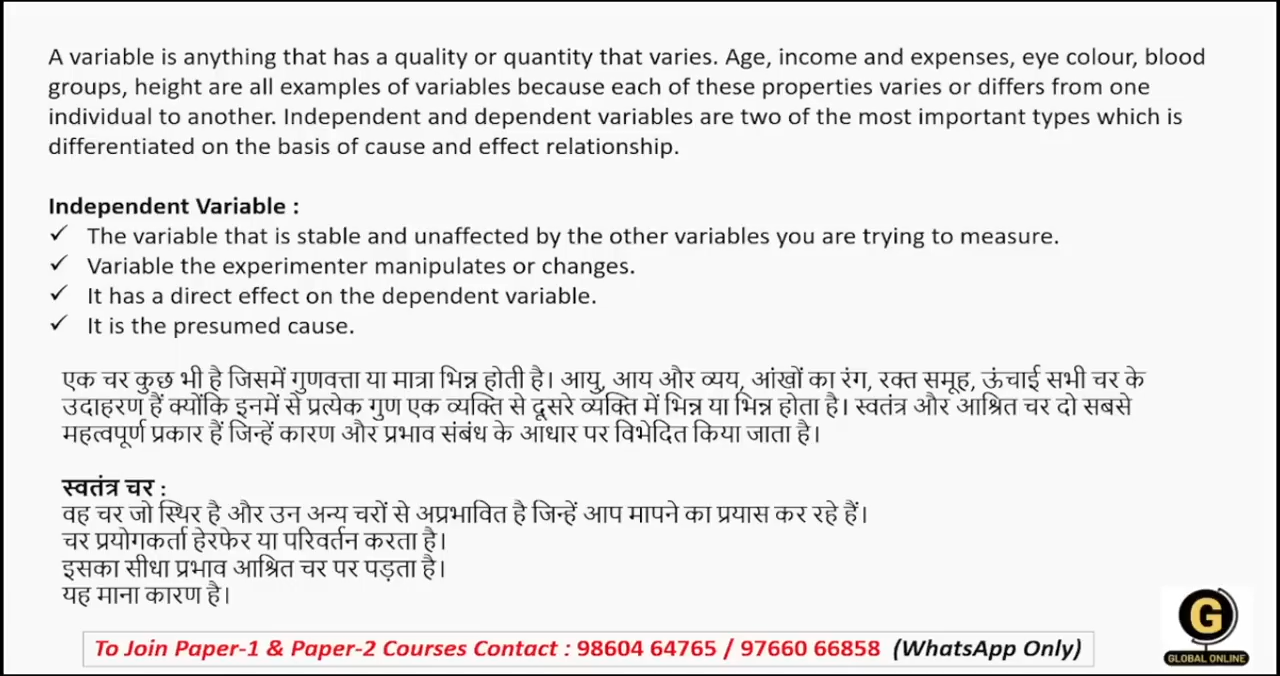 A variable is anything that has a quality or quantity that varies. Age, income and expenses, eye colour, blood
groups, height are all examples of variables because each of these properties varies or differs from one
individual to another. Independent and dependent variables are two of the most important types which is
differentiated on the basis of cause and effect relationship.
Independent Variable :
✓ The variable that is stable and unaffected by the other variables you are trying to measure.
✓ Variable the experimenter manipulates or changes.
✓ It has a direct effect on the dependent variable.
✓ It is the presumed cause.
एक चर कुछ भी है जिसमें गुणवत्ता या मात्रा भिन्न होती है। आयु, आय और व्यय, आंखों का रंग, रक्त समूह, ऊंचाई सभी चर के
उदाहरण हैं क्योंकि इनमें से प्रत्येक गुण एक व्यक्ति से दूसरे व्यक्ति में भिन्न या भिन्न होता है। स्वतंत्र और आश्रित चर दो सबसे
महत्वपूर्ण प्रकार हैं जिन्हें कारण और प्रभाव संबंध के आधार पर विभेदित किया जाता है।
स्वतंत्र चर :
वह चर जो स्थिर है और उन अन्य चरों से अप्रभावित है जिन्हें आप मापने का प्रयास कर रहे हैं।
चर प्रयोगकर्ता हेरफेर या परिवर्तन करता है।
इसका सीधा प्रभाव आश्रित चर पर पड़ता है।
यह माना कारण है।
To Join Paper-1 & Paper-2 Courses Contact : 98604 64765 / 97660 66858 (WhatsApp Only)
G
GLOBAL ONLINE